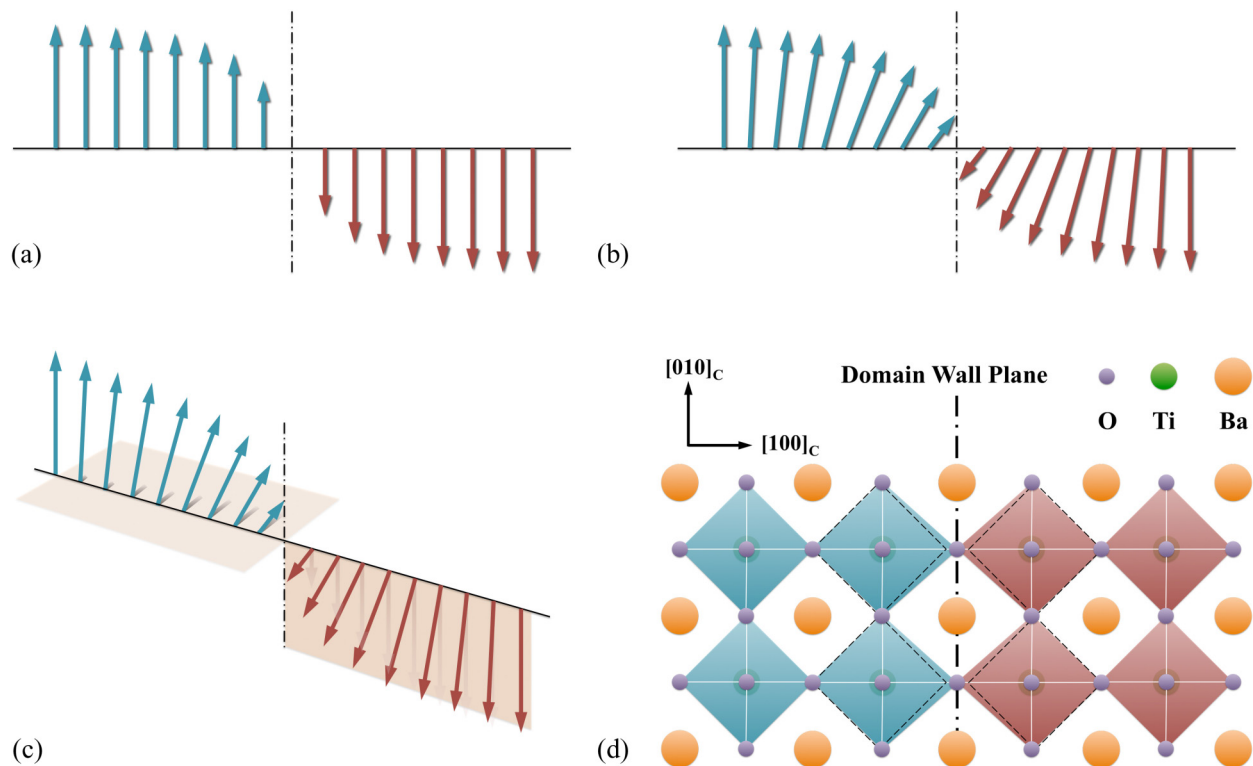 (a)
(b)
(c)
[010]C
[100]C
Domain Wall Plane
O Ti Ba
(d)